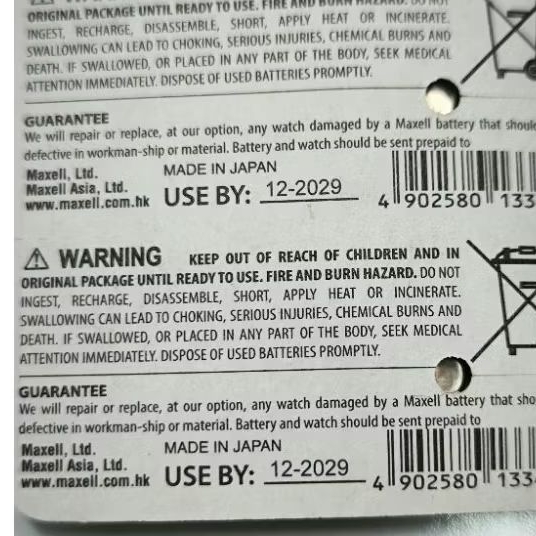 ORIGINAL PACKAGE UNTIL READY TO USE. FIRE AND BURN HAZARD. DO NOT
INGEST, RECHARGE, DISASSEMBLE, SHORT, APPLY HEAT OR INCINERATE.
SWALLOWING CAN LEAD TO CHOKING, SERIOUS INJURIES, CHEMICAL BURNS AND
DEATH. IF SWALLOWED, OR PLACED IN ANY PART OF THE BODY, SEEK MEDICAL
ATTENTION IMMEDIATELY. DISPOSE OF USED BATTERIES PROMPTLY.
GUARANTEE
We will repair or replace, at our option, any watch damaged by a Maxell battery that shoul
defective in workman-ship or material. Battery and watch should be sent prepaid to
Maxell, Ltd. MADE IN JAPAN
Maxell Asia, Ltd.
www.maxell.com.hk USE BY: 12-2029
4 902580 133
WARNING KEEP OUT OF REACH OF CHILDREN AND IN
ORIGINAL PACKAGE UNTIL READY TO USE. FIRE AND BURN HAZARD. DO NOT
INGEST, RECHARGE, DISASSEMBLE, SHORT, APPLY HEAT OR INCINERATE.
SWALLOWING CAN LEAD TO CHOKING, SERIOUS INJURIES, CHEMICAL BURNS AND
DEATH. IF SWALLOWED, OR PLACED IN ANY PART OF THE BODY, SEEK MEDICAL
ATTENTION IMMEDIATELY. DISPOSE OF USED BATTERIES PROMPTLY.
GUARANTEE
We will repair or replace, at our option, any watch damaged by a Maxell battery that sho
defective in workman-ship or material. Battery and watch should be sent prepaid to
Maxell, Ltd. MADE IN JAPAN
Maxell Asia, Ltd.
www.maxell.com.hk USE BY: 12-2029
4 902580 133